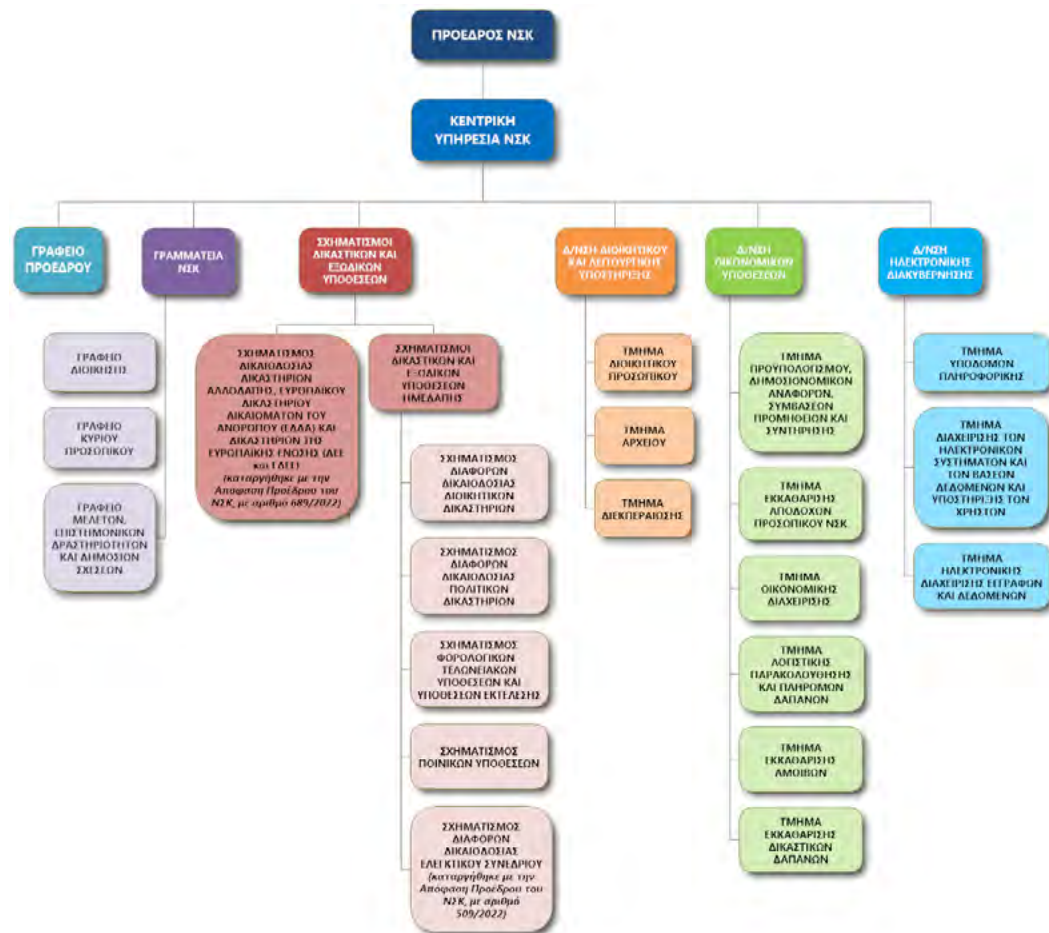 ΠΡΟΕΔΡΟΣ ΝΣΚ
ΚΕΝΤΡΙΚΗ
ΥΠΗΡΕΣΙΑ ΝΣΚ
ΓΡΑΦΕΙΟ
ΠΡΟΕΔΡΟΥ
ΓΡΑΜΜΑΤΕΙΑ
ΝΣΚ
ΓΡΑΦΕΙΟ
ΔΙΟΙΚΗΣΗΣ
ΓΡΑΦΕΙΟ
ΚΥΡΙΟΥ
ΠΡΟΣΩΠΙΚΟΥ
ΓΡΑΦΕΙΟ
ΜΕΛΕΤΩΝ,
ΕΠΙΣΤΗΜΟΝΙΚΩΝ
ΔΡΑΣΤΗΡΙΟΤΗΤΩΝ
ΚΑΙ ΔΗΜΟΣΙΩΝ
ΣΧΕΣΕΩΝ
ΣΧΗΜΑΤΙΣΜΟΙ
ΔΙΚΑΣΤΙΚΩΝ ΚΑΙ
ΕΞΩΔΙΚΩΝ
ΥΠΟΘΕΣΕΩΝ
ΣΧΗΜΑΤΙΣΜΟΣ
ΔΙΚΑΙΟΔΟΣΙΑΣ
ΔΙΚΑΣΤΗΡΙΩΝ
ΑΛΛΟΔΑΠΗΣ, ΕΥΡΩΠΑΪΚΟΥ
ΔΙΚΑΣΤΗΡΙΟΥ
ΔΙΚΑΙΩΜΑΤΩΝ ΤΟΥ
ΑΝΘΡΩΠΟΥ (ΕΔΔΑ) ΚΑΙ
ΔΙΚΑΣΤΗΡΙΩΝ ΤΗΣ
ΕΥΡΩΠΑΪΚΗΣ ΕΝΩΣΗΣ (ΔΕΕ
και ΓΔΕΕ)
(καταργήθηκε με την
Απόφαση Προέδρου του
ΝΣΚ, με αριθμό 689/2022)
ΣΧΗΜΑΤΙΣΜΟΙ
ΔΙΚΑΣΤΙΚΩΝ ΚΑΙ
ΕΞΩΔΙΚΩΝ
ΥΠΟΘΕΣΕΩΝ
ΗΜΕΔΑΠΗΣ
ΣΧΗΜΑΤΙΣΜΟΣ
ΔΙΑΦΟΡΩΝ
ΔΙΚΑΙΟΔΟΣΙΑΣ
ΔΙΟΙΚΗΤΙΚΩΝ
ΔΙΚΑΣΤΗΡΙΩΝ
ΣΧΗΜΑΤΙΣΜΟΣ
ΔΙΑΦΟΡΩΝ
ΔΙΚΑΙΟΔΟΣΙΑΣ
ΠΟΛΙΤΙΚΩΝ
ΔΙΚΑΣΤΗΡΙΩΝ
ΣΧΗΜΑΤΙΣΜΟΣ
ΦΟΡΟΛΟΓΙΚΩΝ
ΤΕΛΩΝΕΙΑΚΩΝ
ΥΠΟΘΕΣΕΩΝ ΚΑΙ
ΥΠΟΘΕΣΕΩΝ ΕΚΤΕΛΕΣΗΣ
ΣΧΗΜΑΤΙΣΜΟΣ
ΠΟΙΝΙΚΩΝ ΥΠΟΘΕΣΕΩΝ
ΣΧΗΜΑΤΙΣΜΟΣ
ΔΙΑΦΟΡΩΝ
ΔΙΚΑΙΟΔΟΣΙΑΣ
ΕΛΕΓΚΤΙΚΟΥ ΣΥΝΕΔΡΙΟΥ
(καταργήθηκε με την
Απόφαση Προέδρου του
ΝΣΚ, με αριθμό
509/2022)
Δ/ΝΣΗ ΔΙΟΙΚΗΤΙΚΟΥ
ΚΑΙ ΛΕΙΤΟΥΡΓΙΚΗΣ
ΥΠΟΣΤΗΡΙΞΗΣ
ΤΜΗΜΑ
ΔΙΟΙΚΗΤΙΚΟΥ
ΠΡΟΣΩΠΙΚΟΥ
ΤΜΗΜΑ
ΑΡΧΕΙΟΥ
ΤΜΗΜΑ
ΔΙΕΚΠΕΡΑΙΩΣΗΣ
Δ/ΝΣΗ
ΟΙΚΟΝΟΜΙΚΩΝ
ΥΠΟΘΕΣΕΩΝ
ΤΜΗΜΑ
ΠΡΟΫΠΟΛΟΓΙΣΜΟΥ,
ΔΗΜΟΣΙΟΝΟΜΙΚΩΝ
ΑΝΑΦΟΡΩΝ,
ΣΥΜΒΑΣΕΩΝ
ΠΡΟΜΗΘΕΙΩΝ ΚΑΙ
ΣΥΝΤΗΡΗΣΗΣ
ΤΜΗΜΑ
ΕΚΚΑΘΑΡΙΣΗΣ
ΑΠΟΔΟΧΩΝ
ΠΡΟΣΩΠΙΚΟΥ ΝΣΚ
ΤΜΗΜΑ
ΟΙΚΟΝΟΜΙΚΗΣ
ΔΙΑΧΕΙΡΙΣΗΣ
ΤΜΗΜΑ
ΛΟΓΙΣΤΙΚΗΣ
ΠΑΡΑΚΟΛΟΥΘΗΣΗΣ
ΚΑΙ ΠΛΗΡΩΜΩΝ
ΔΑΠΑΝΩΝ
ΤΜΗΜΑ
ΕΚΚΑΘΑΡΙΣΗΣ
ΑΜΟΙΒΩΝ
ΤΜΗΜΑ
ΕΚΚΑΘΑΡΙΣΗΣ
ΔΙΚΑΣΤΙΚΩΝ
ΔΑΠΑΝΩΝ
Δ/ΝΣΗ
ΗΛΕΚΤΡΟΝΙΚΗΣ
ΔΙΑΚΥΒΕΡΝΗΣΗΣ
ΤΜΗΜΑ
ΥΠΟΔΟΜΩΝ
ΠΛΗΡΟΦΟΡΙΚΗΣ
ΤΜΗΜΑ
ΔΙΑΧΕΙΡΙΣΗΣ ΤΩΝ
ΗΛΕΚΤΡΟΝΙΚΩΝ
ΣΥΣΤΗΜΑΤΩΝ ΚΑΙ
ΤΩΝ ΒΑΣΕΩΝ
ΔΕΔΟΜΕΝΩΝ ΚΑΙ
ΥΠΟΣΤΗΡΙΞΗΣ ΤΩΝ
ΧΡΗΣΤΩΝ
ΤΜΗΜΑ
ΗΛΕΚΤΡΟΝΙΚΗΣ
ΔΙΑΧΕΙΡΙΣΗΣ ΕΓΓΡΑΦΩΝ
ΚΑΙ ΔΕΔΟΜΕΝΩΝ